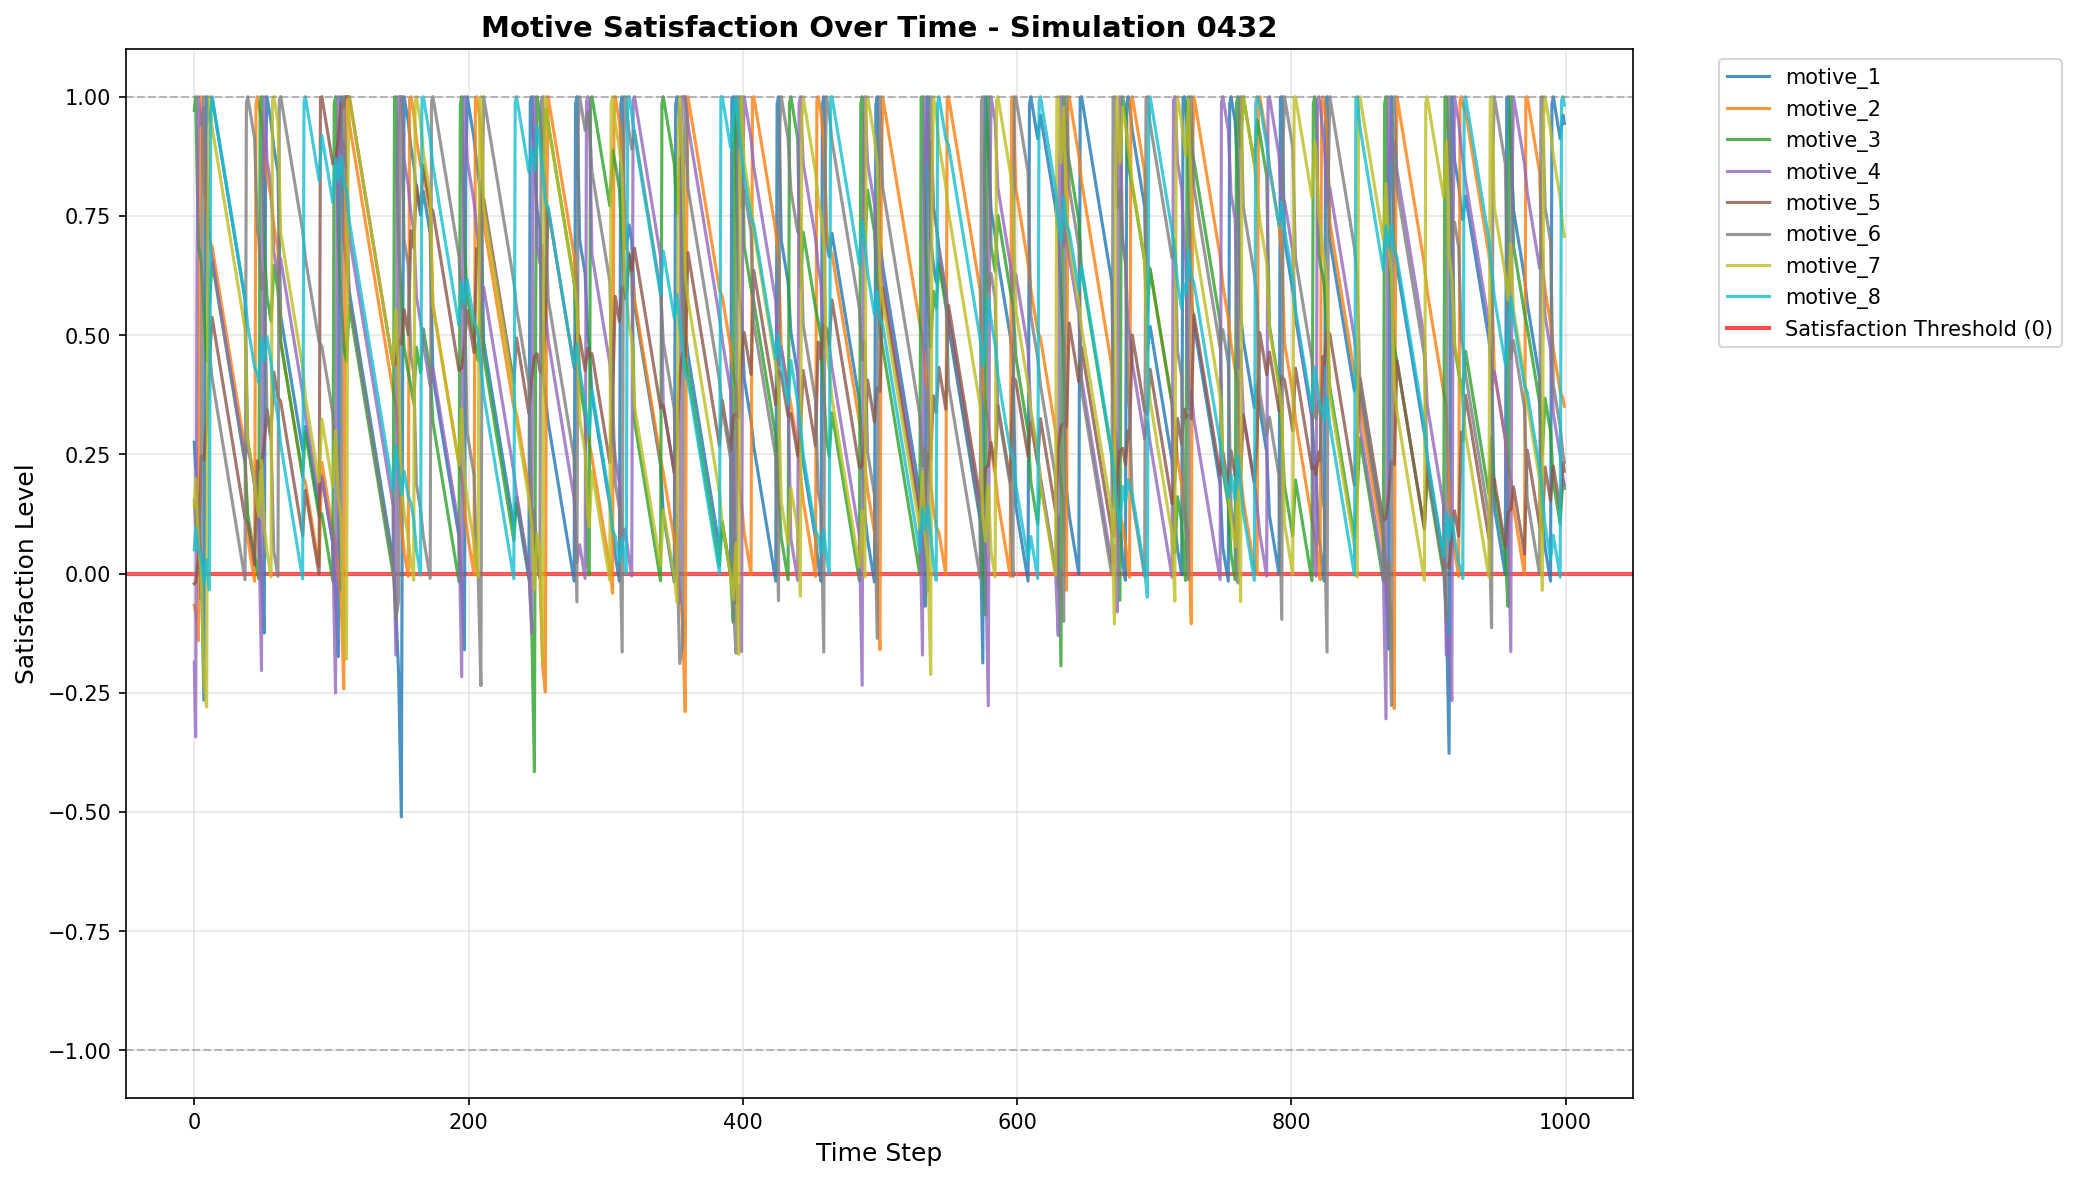 Motive Satisfaction Over Time - Simulation 0432
Satisfaction Level
1.00
0.75
0.50
0.25
0.00
−0.25
−0.50
−0.75
−1.00
0
200
400
600
800
1000
Time Step
motive_1
motive_2
motive_3
motive_4
motive_5
motive_6
motive_7
motive_8
Satisfaction Threshold (0)